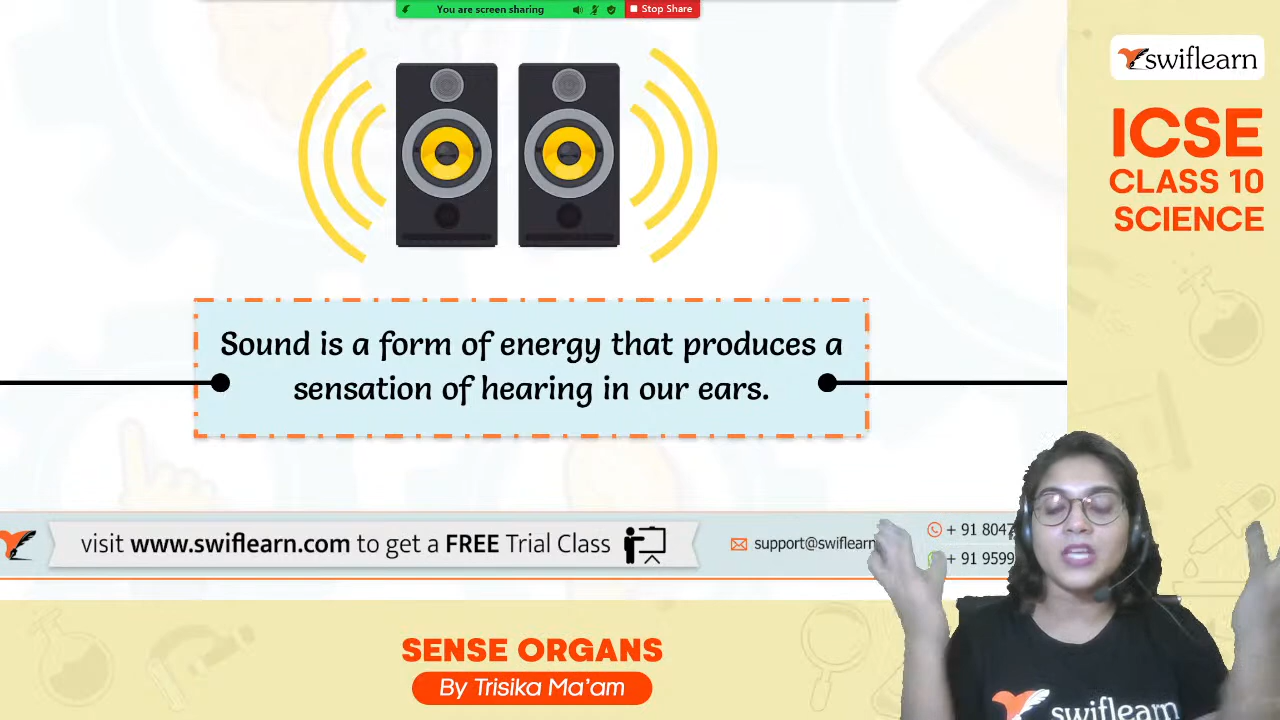 You are screen sharing
Stop Share
swiflearn
ICSE
CLASS 10
SCIENCE
Sound is a form of energy that produces a
sensation of hearing in our ears.
visit www.swiflearn.com to get a FREE Trial Class
support@swiflearn
+ 91 8047
+ 91 9599
SENSE ORGANS
By Trisika Ma'am
swiflearn